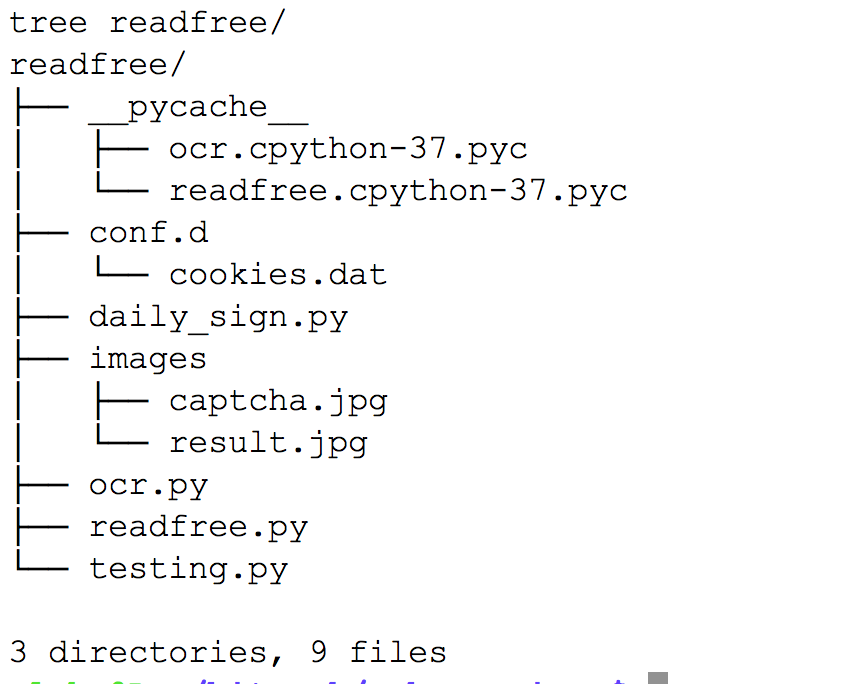 tree readfree/
readfree/
├── __pycache__
│   ├── ocr.cpython-37.pyc
│   └── readfree.cpython-37.pyc
├── conf.d
│   └── cookies.dat
├── daily_sign.py
├── images
│   ├── captcha.jpg
│   └── result.jpg
├── ocr.py
├── readfree.py
└── testing.py
3 directories, 9 files